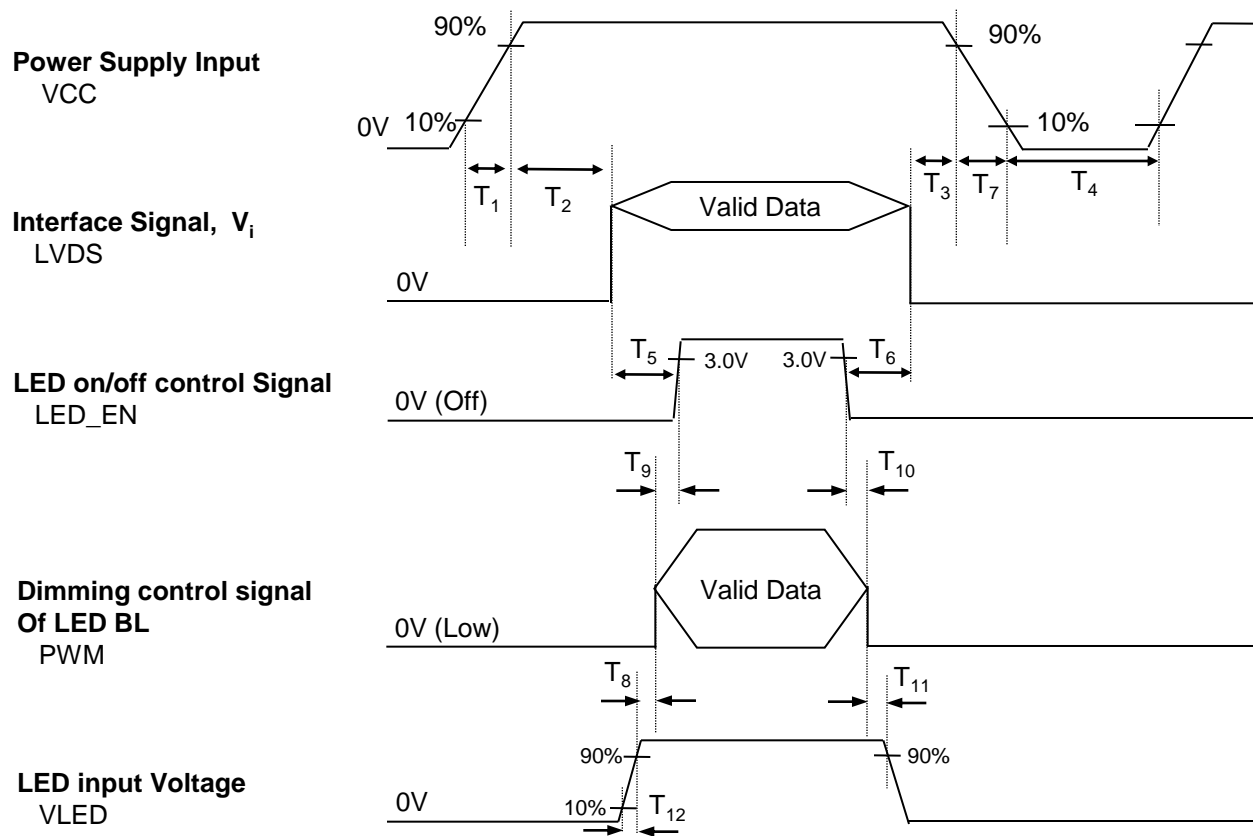 90%
90%
Power Supply Input
VCC
0V
10%
10%
T1
T2
T3
T7
T4
Interface Signal, Vi
LVDS
Valid Data
0V
T5
3.0V
3.0V
T6
LED on/off control Signal
LED_EN
0V (Off)
T9
T10
Dimming control signal
Of LED BL
PWM
Valid Data
0V (Low)
T8
T11
LED input Voltage
VLED
90%
90%
0V
10%
T12